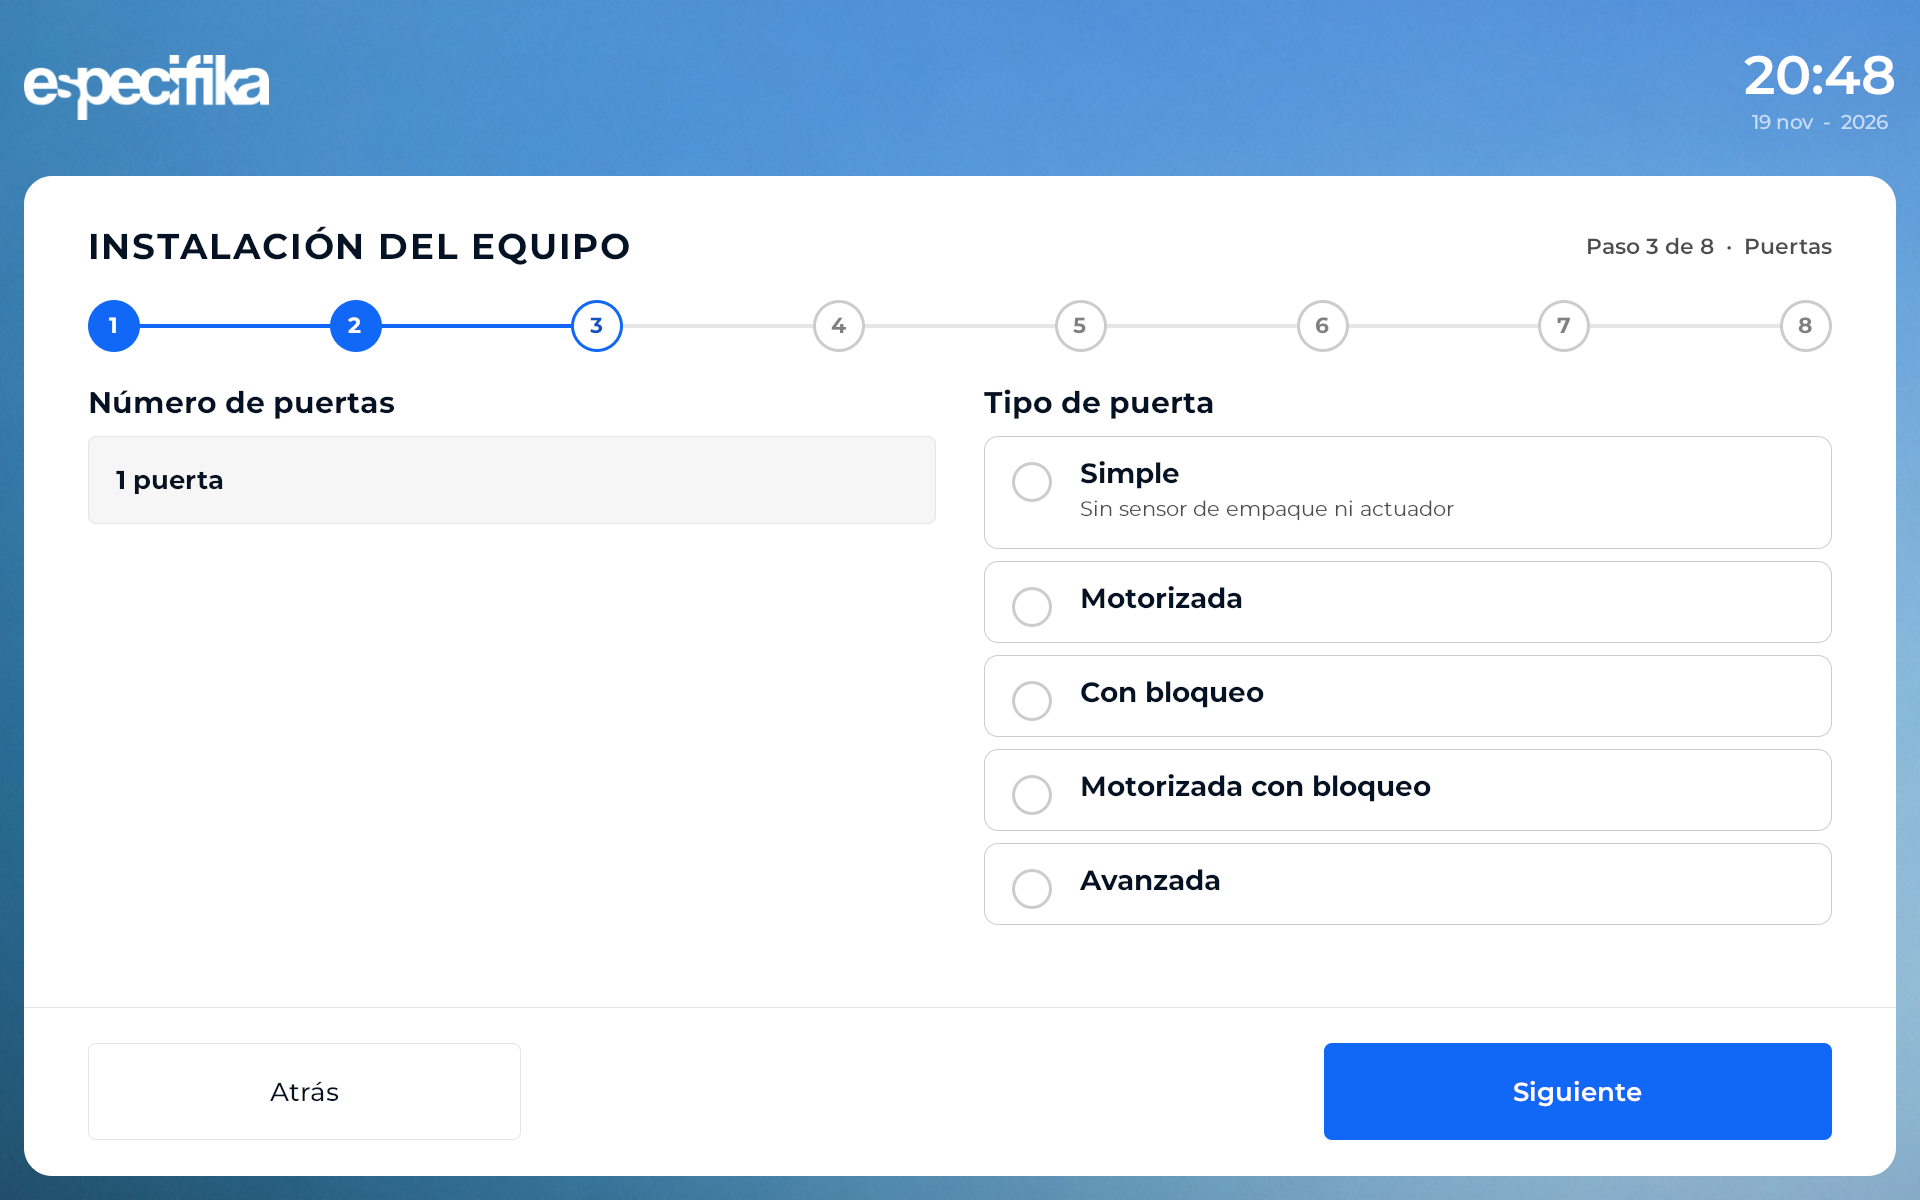 especifika
20:48
19 nov - 2026
INSTALACIÓN DEL EQUIPO
Paso 3 de 8 · Puertas
1
2
3
4
5
6
7
8
Número de puertas
1 puerta
Tipo de puerta
Simple
Sin sensor de empaque ni actuador
Motorizada
Con bloqueo
Motorizada con bloqueo
Avanzada
Atrás
Siguiente